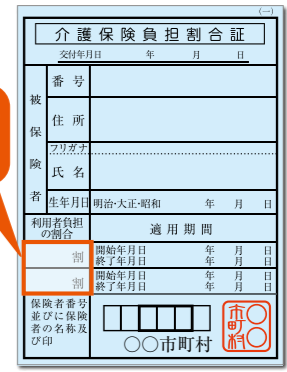 (一)
介護保険負担割合証
交付年月日 年 月 日
被保険者
番号
住所
フリガナ
氏名
生年月日 明治・大正・昭和 年 月 日
利用者負担
の割合
適用期間
割
開始年月日 年 月 日
終了年月日 年 月 日
割
開始年月日 年 月 日
終了年月日 年 月 日
保険者番号
並びに保険
者の名称及
び印
〇〇市町村
〇〇市町村